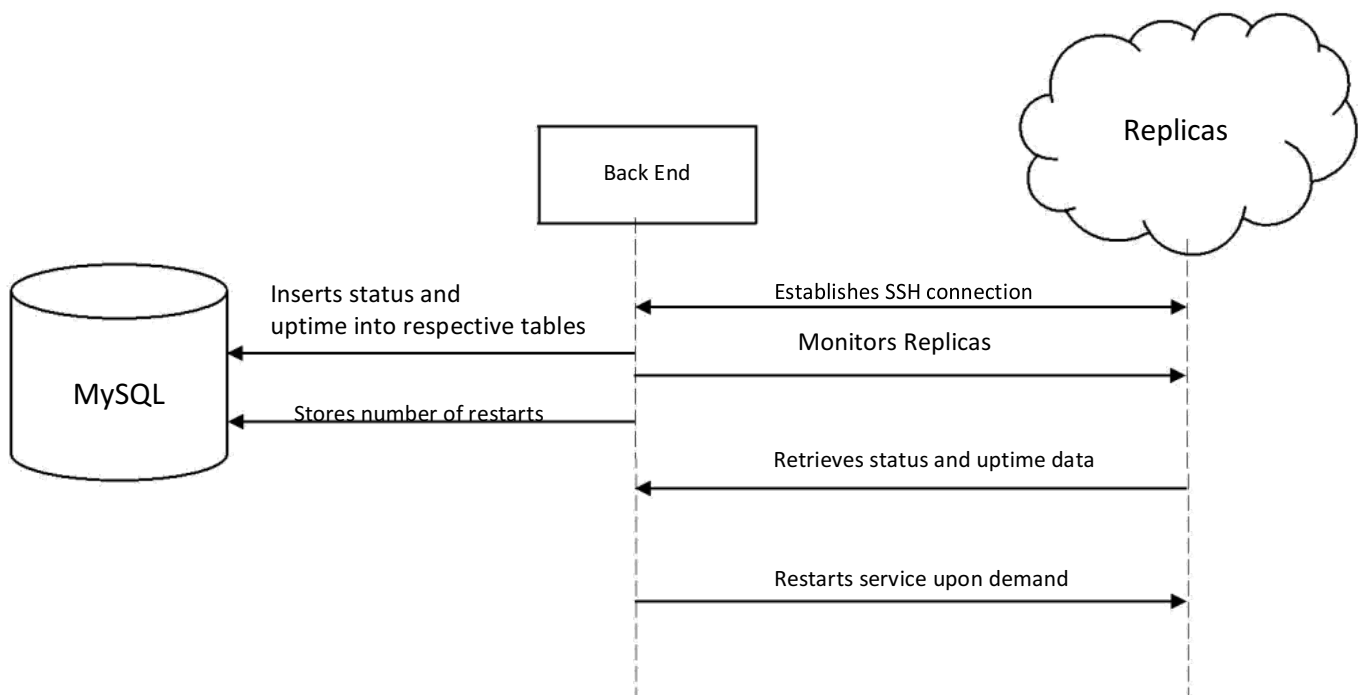 Replicas
Back End
Establishes SSH connection
Inserts status and
uptime into respective tables
Monitors Replicas
MySQL
Stores number of restarts
Retrieves status and uptime data
Restarts service upon demand